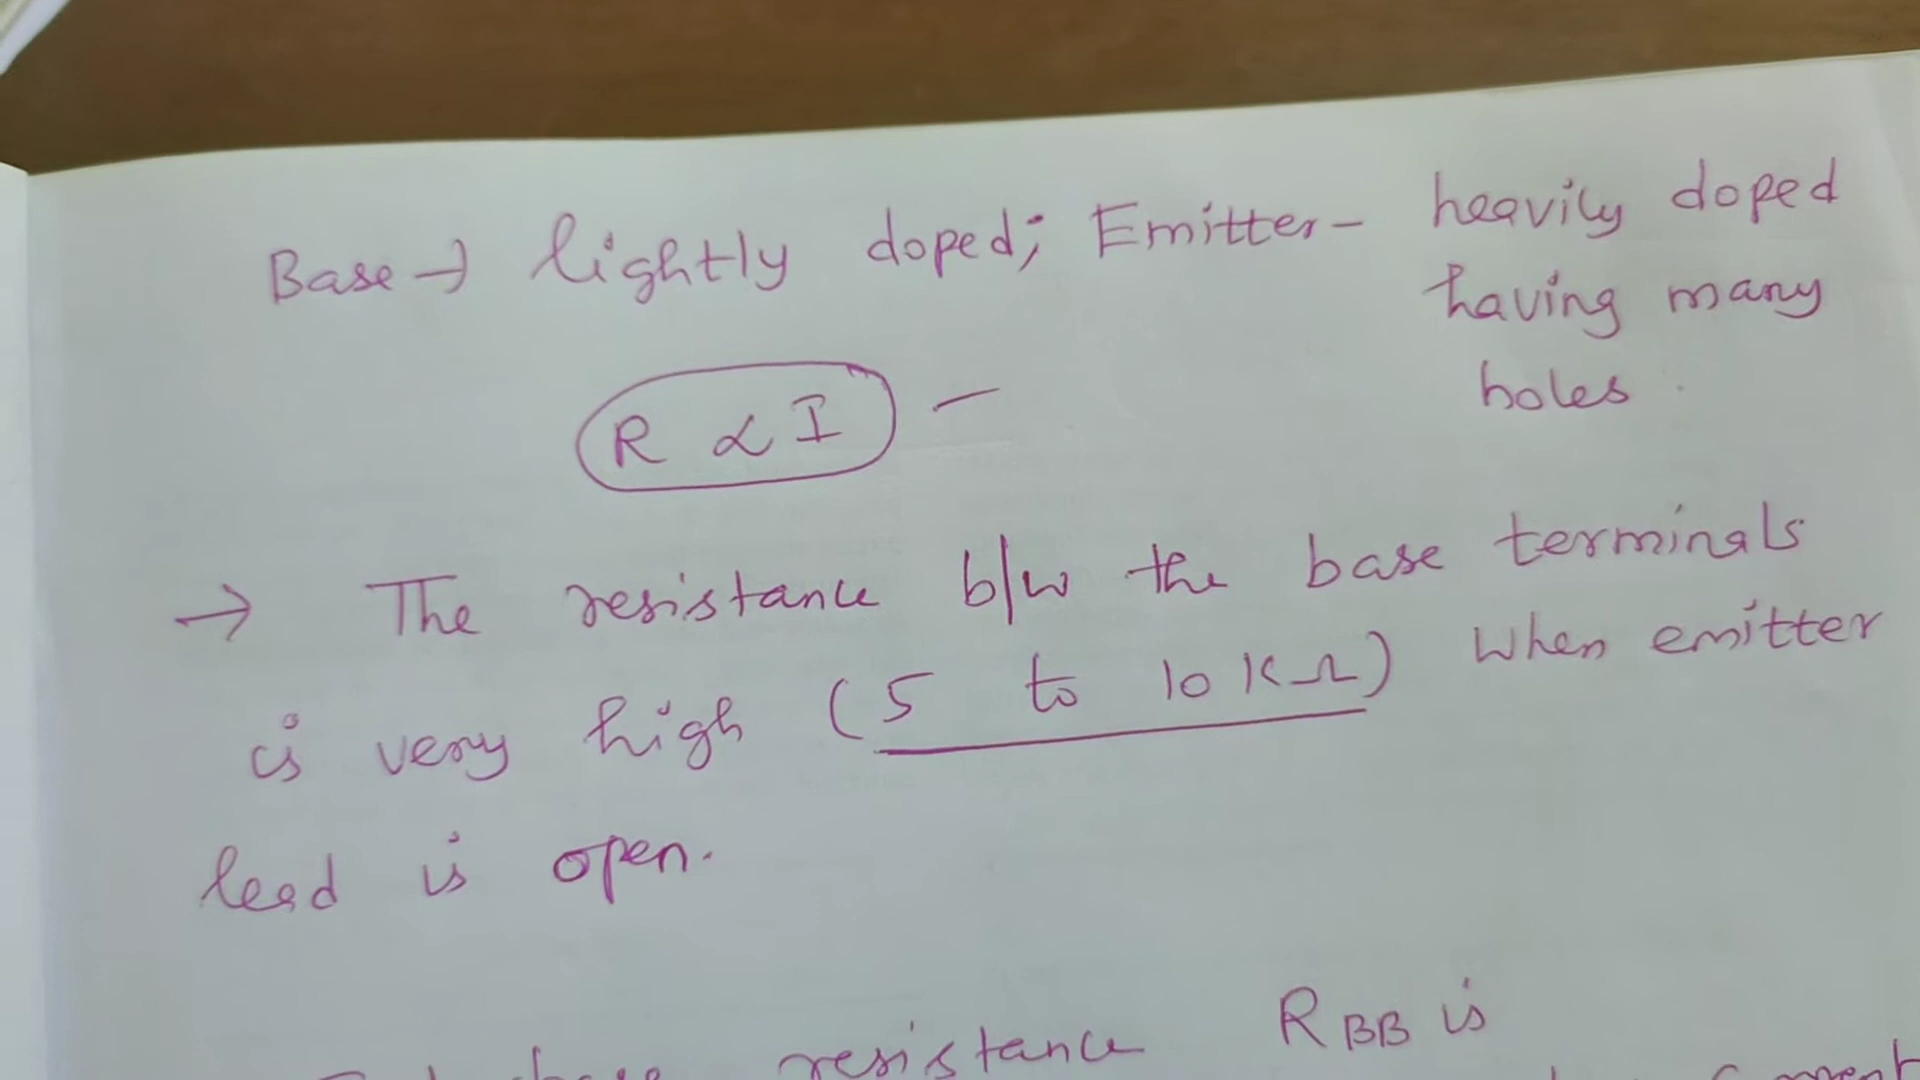 Base → lightly doped; Emitter - heavily doped
having many
holes.
R ∝ I —
→ The resistance b/w the base terminals
is very high (5 to 10 KΩ) when emitter
lead is open.
resistance RBB is